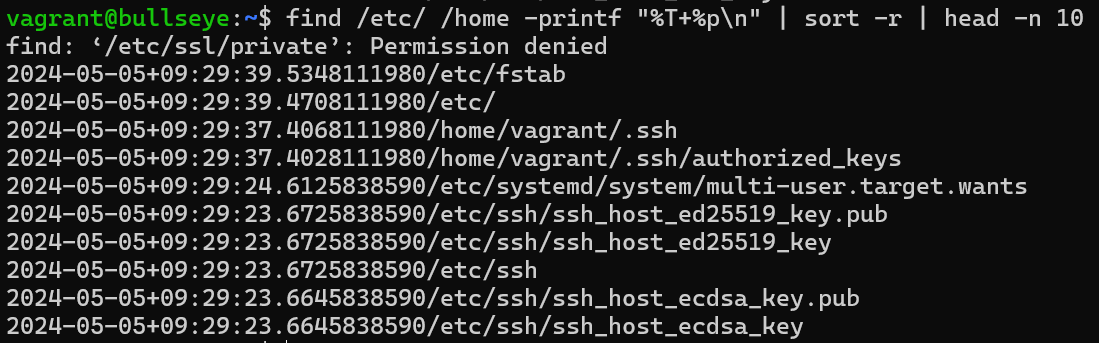 vagrant@bullseye:~$ find /etc/ /home -printf "%T+%p\n" | sort -r | head -n 10
find: ‘/etc/ssl/private’: Permission denied
2024-05-05+09:29:39.5348111980/etc/fstab
2024-05-05+09:29:39.4708111980/etc/
2024-05-05+09:29:37.4068111980/home/vagrant/.ssh
2024-05-05+09:29:37.4028111980/home/vagrant/.ssh/authorized_keys
2024-05-05+09:29:24.6125838590/etc/systemd/system/multi-user.target.wants
2024-05-05+09:29:23.6725838590/etc/ssh/ssh_host_ed25519_key.pub
2024-05-05+09:29:23.6725838590/etc/ssh/ssh_host_ed25519_key
2024-05-05+09:29:23.6725838590/etc/ssh
2024-05-05+09:29:23.6645838590/etc/ssh/ssh_host_ecdsa_key.pub
2024-05-05+09:29:23.6645838590/etc/ssh/ssh_host_ecdsa_key